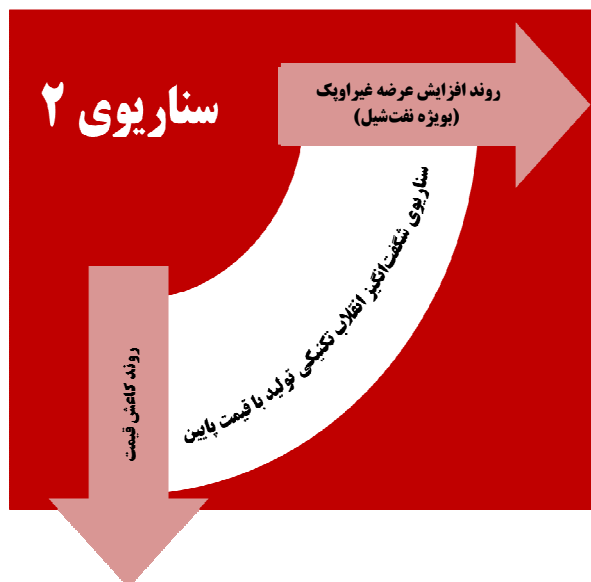 سناریوی ۲
روند افزایش عرضه غیراوپک
(بویژه نفت‌شیل)
سناریوی شگفت‌انگیز انقلاب تکنیکی تولید با قیمت پایین
روند کاهش قیمت